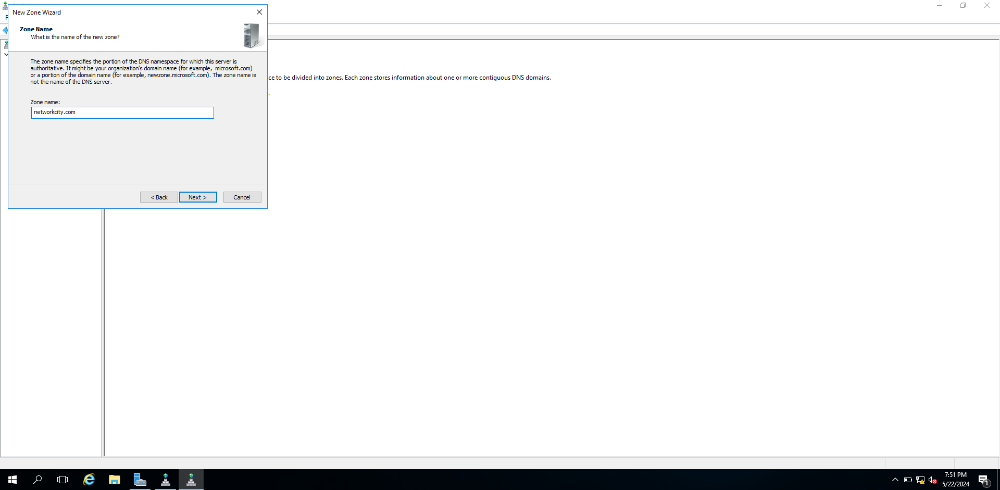 New Zone Wizard
Zone Name
What is the name of the new zone?
The zone name specifies the portion of the DNS namespace for which this server is
authoritative. It might be your organization's domain name (for example, microsoft.com)
or a portion of the domain name (for example, newzone.microsoft.com). The zone name is
not the name of the DNS server.
ce to be divided into zones. Each zone stores information about one or more contiguous DNS domains.
Zone name:
networkcity.com
< Back
Next >
Cancel
7:51 PM
5/22/2024
1